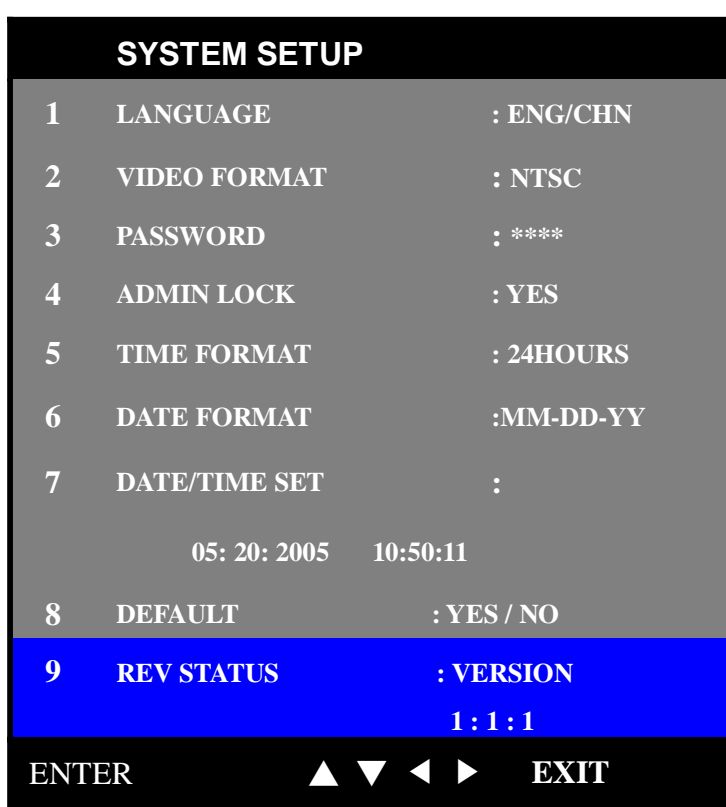 SYSTEM SETUP
1 LANGUAGE : ENG/CHN
2 VIDEO FORMAT : NTSC
3 PASSWORD : ****
4 ADMIN LOCK : YES
5 TIME FORMAT : 24HOURS
6 DATE FORMAT :MM-DD-YY
7 DATE/TIME SET :
05: 20: 2005 10:50:11
8 DEFAULT : YES / NO
9 REV STATUS : VERSION
1 : 1 : 1
ENTER ▲ ▼ ◀ ▶ EXIT